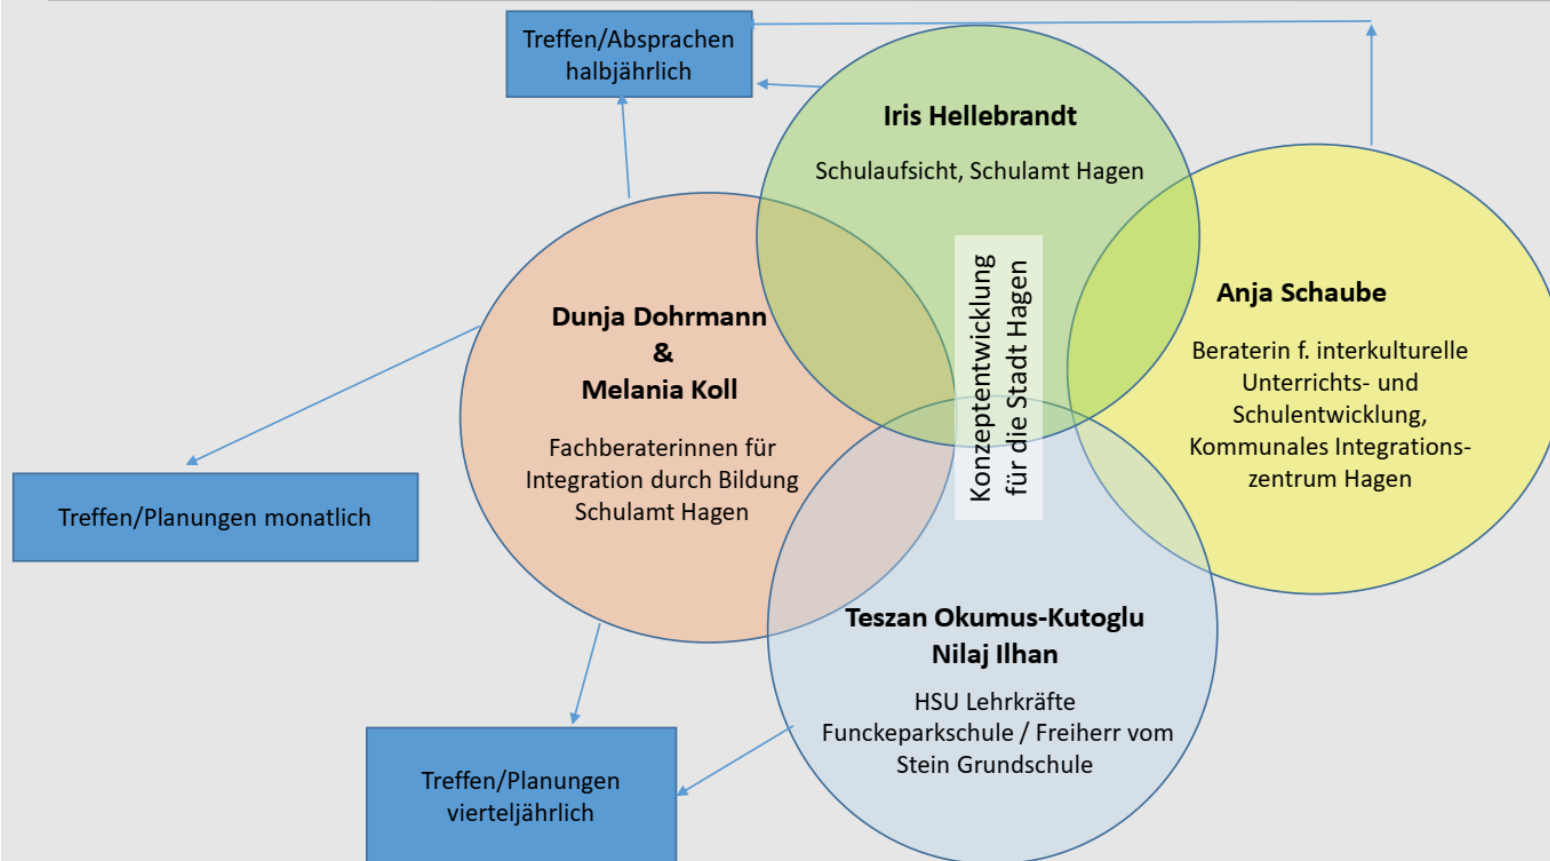 Treffen/Absprachen
halbjährlich
Iris Hellebrandt
Schulaufsicht, Schulamt Hagen
Konzeptentwicklung
für die Stadt Hagen
Anja Schaube
Beraterin f. interkulturelle
Unterrichts- und
Schulentwicklung,
Kommunales Integrations-
zentrum Hagen
Dunja Dohrmann
&
Melania Koll
Fachberaterinnen für
Integration durch Bildung
Schulamt Hagen
Treffen/Planungen monatlich
Teszan Okumus-Kutoglu
Nilaj Ilhan
HSU Lehrkräfte
Funckeparkschule / Freiherr vom
Stein Grundschule
Treffen/Planungen
vierteljährlich